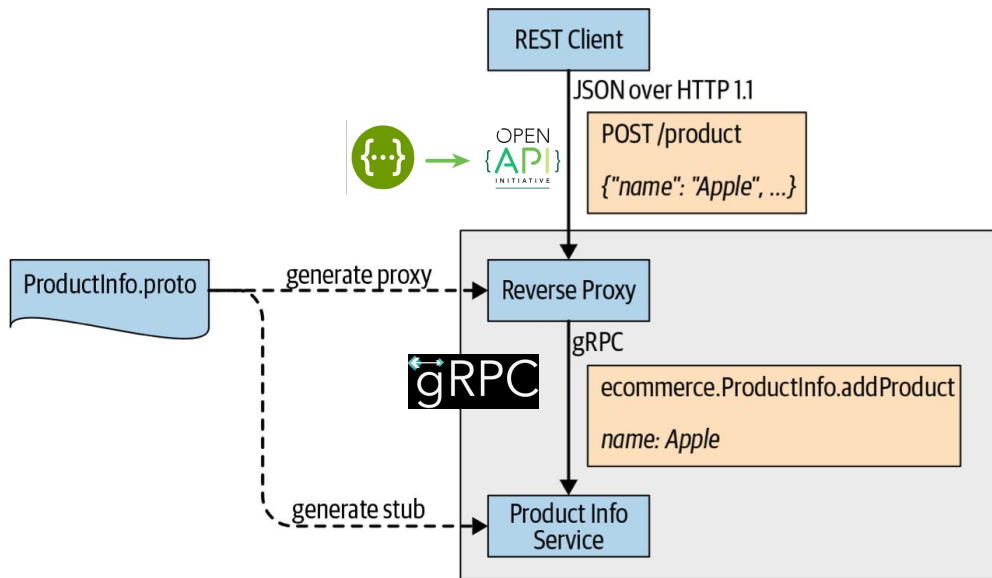 REST Client
JSON over HTTP 1.1
POST /product
{"name": "Apple", ...}
{...}
OPEN
{API}
INITIATIVE
ProductInfo.proto
generate proxy
Reverse Proxy
gRPC
gRPC
ecommerce.ProductInfo.addProduct
name: Apple
generate stub
Product Info
Service